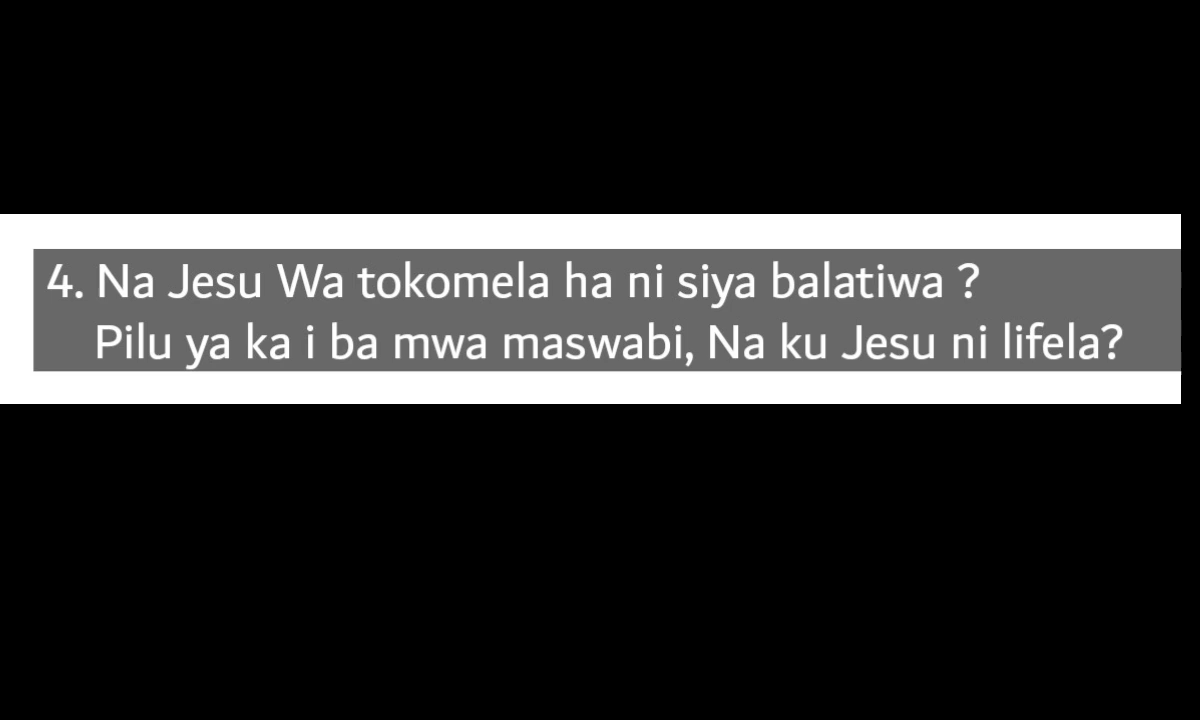 4. Na Jesu Wa tokomela ha ni siya balatiwa ?
Pilu ya ka i ba mwa maswabi, Na ku Jesu ni lifela?